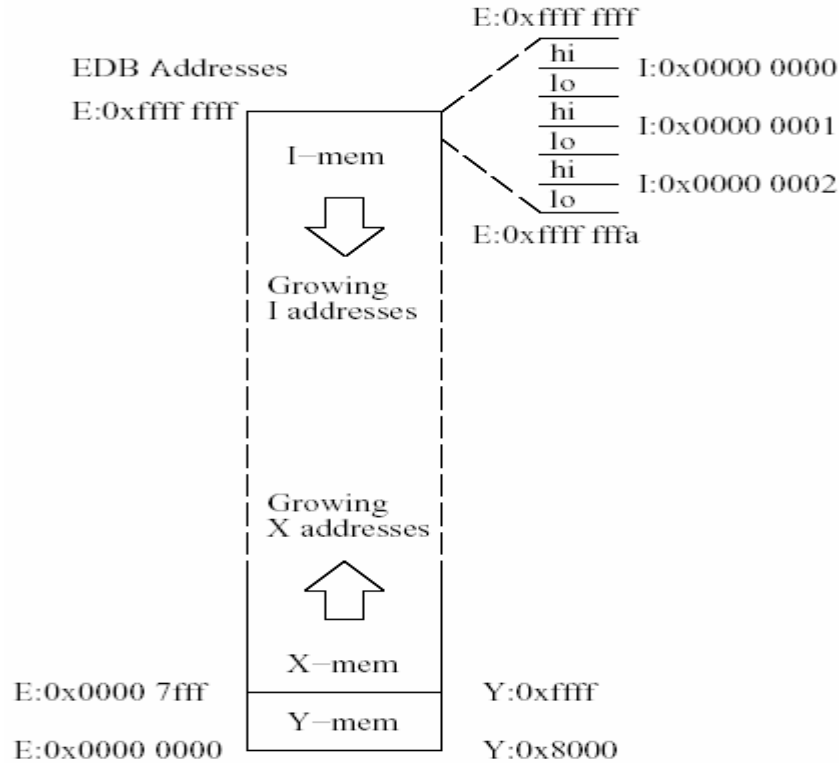 E:0xffff ffff
hi
I:0x0000 0000
lo
hi
I:0x0000 0001
lo
hi
I:0x0000 0002
lo
E:0xffff fffa
EDB Addresses
E:0xffff ffff
I-mem
Growing
I addresses
Growing
X addresses
X-mem
E:0x0000 7fff
Y:0xffff
Y-mem
E:0x0000 0000
Y:0x8000